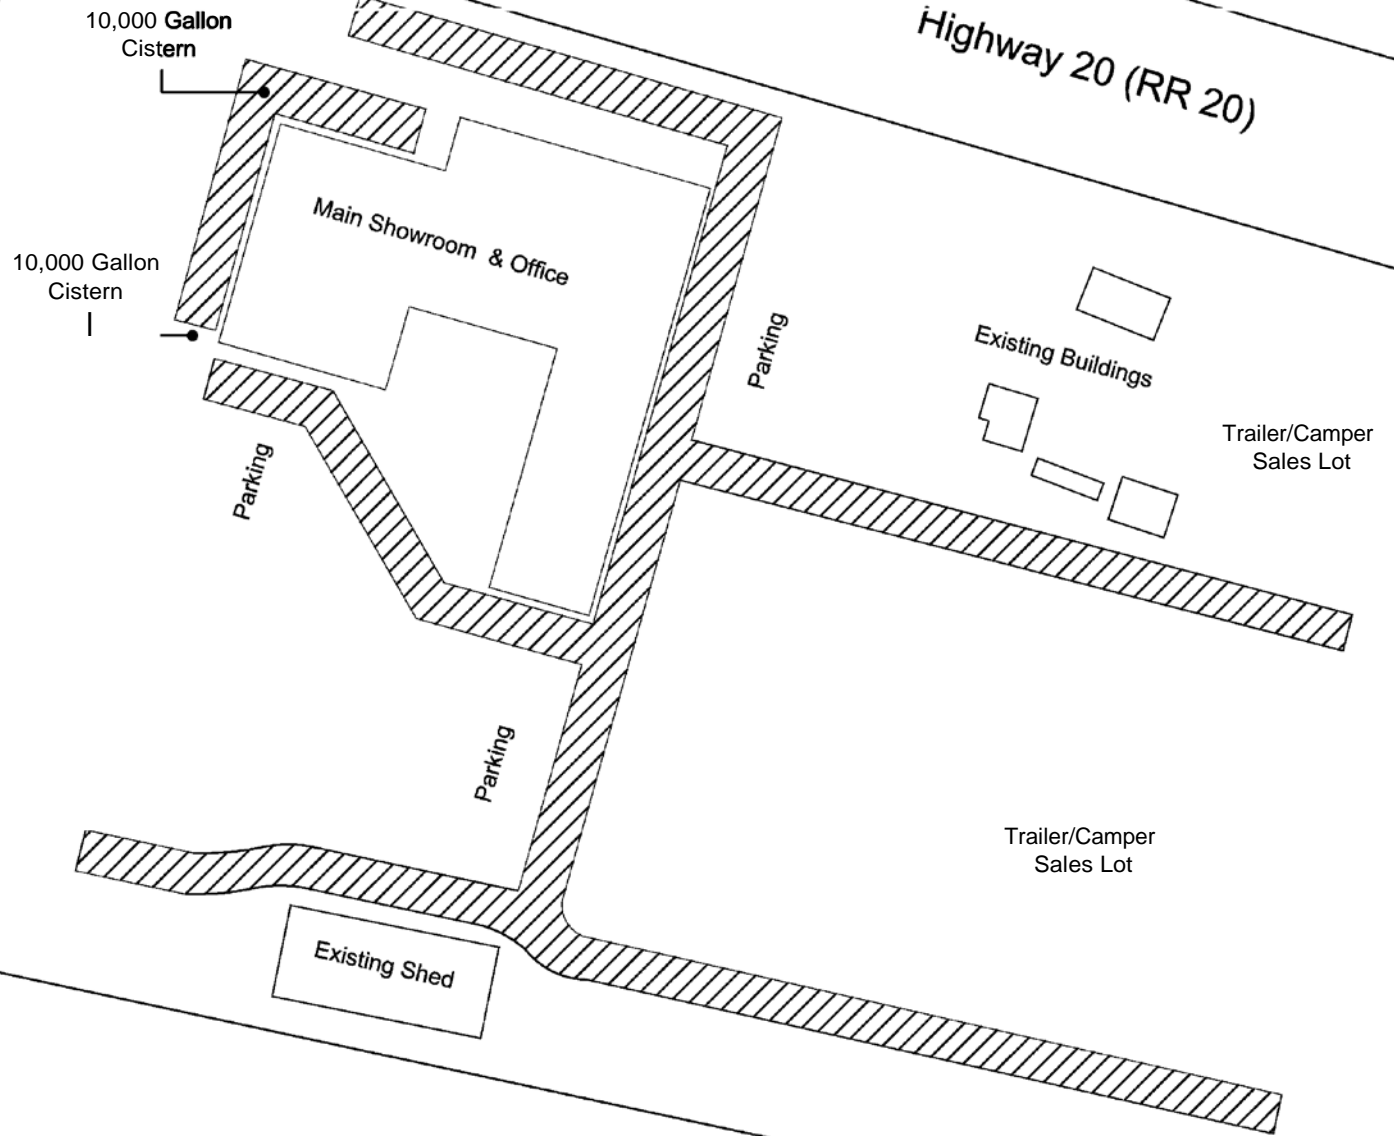 10,000 Gallon
Cistern
Highway 20 (RR 20)
Main Showroom & Office
10,000 Gallon
Cistern
Parking
Existing Buildings
Trailer/Camper
Sales Lot
Parking
Parking
Trailer/Camper
Sales Lot
Existing Shed